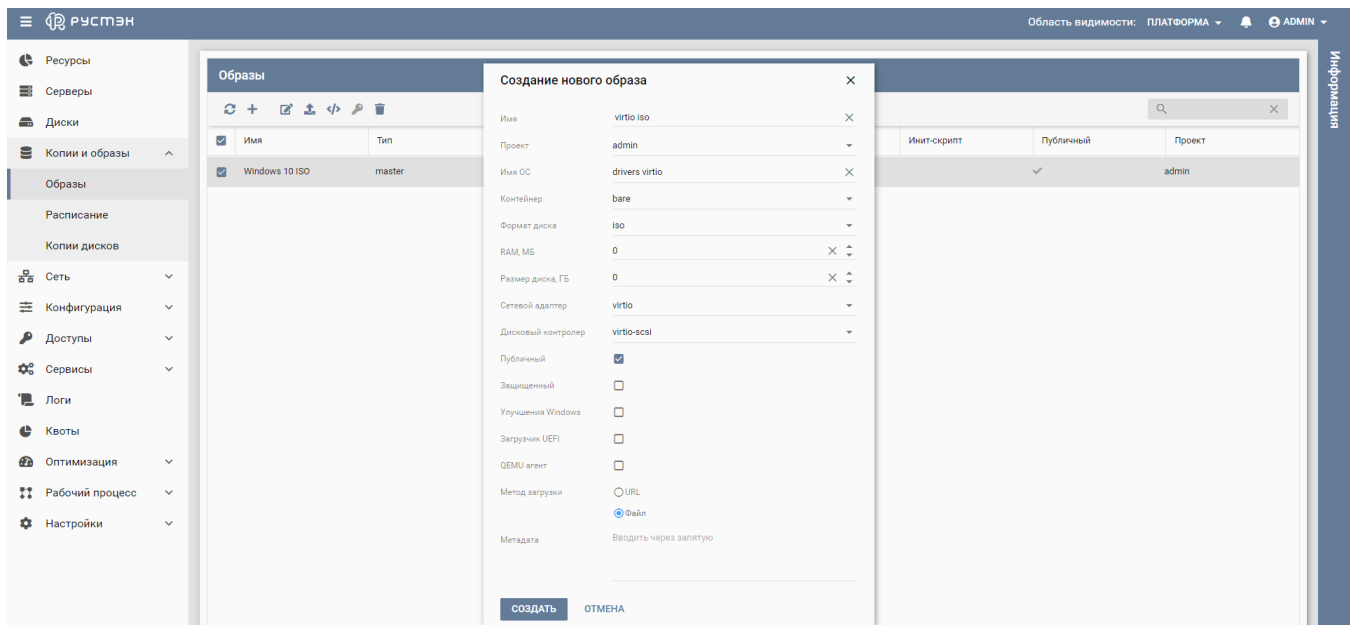 РУСТЭК
Область видимости: ПЛАТФОРМА
ADMIN
Ресурсы
Серверы
Диски
Копии и образы
Образы
Расписание
Копии дисков
Сеть
Конфигурация
Доступы
Сервисы
Логи
Квоты
Оптимизация
Рабочий процесс
Настройки
Образы
Имя Тип Инит-скрипт Публичный Проект
Windows 10 ISO master admin
Создание нового образа
Имя virtio iso
Проект admin
Имя ОС drivers virtio
Контейнер bare
Формат диска iso
RAM, МБ 0
Размер диска, ГБ 0
Сетевой адаптер virtio
Дисковый контролер virtio-scsi
Публичный
Защищенный
Улучшения Windows
Загрузчик UEFI
QEMU агент
Метод загрузки URL
Файл
Метадата Вводить через запятую
СОЗДАТЬ ОТМЕНА
Информация